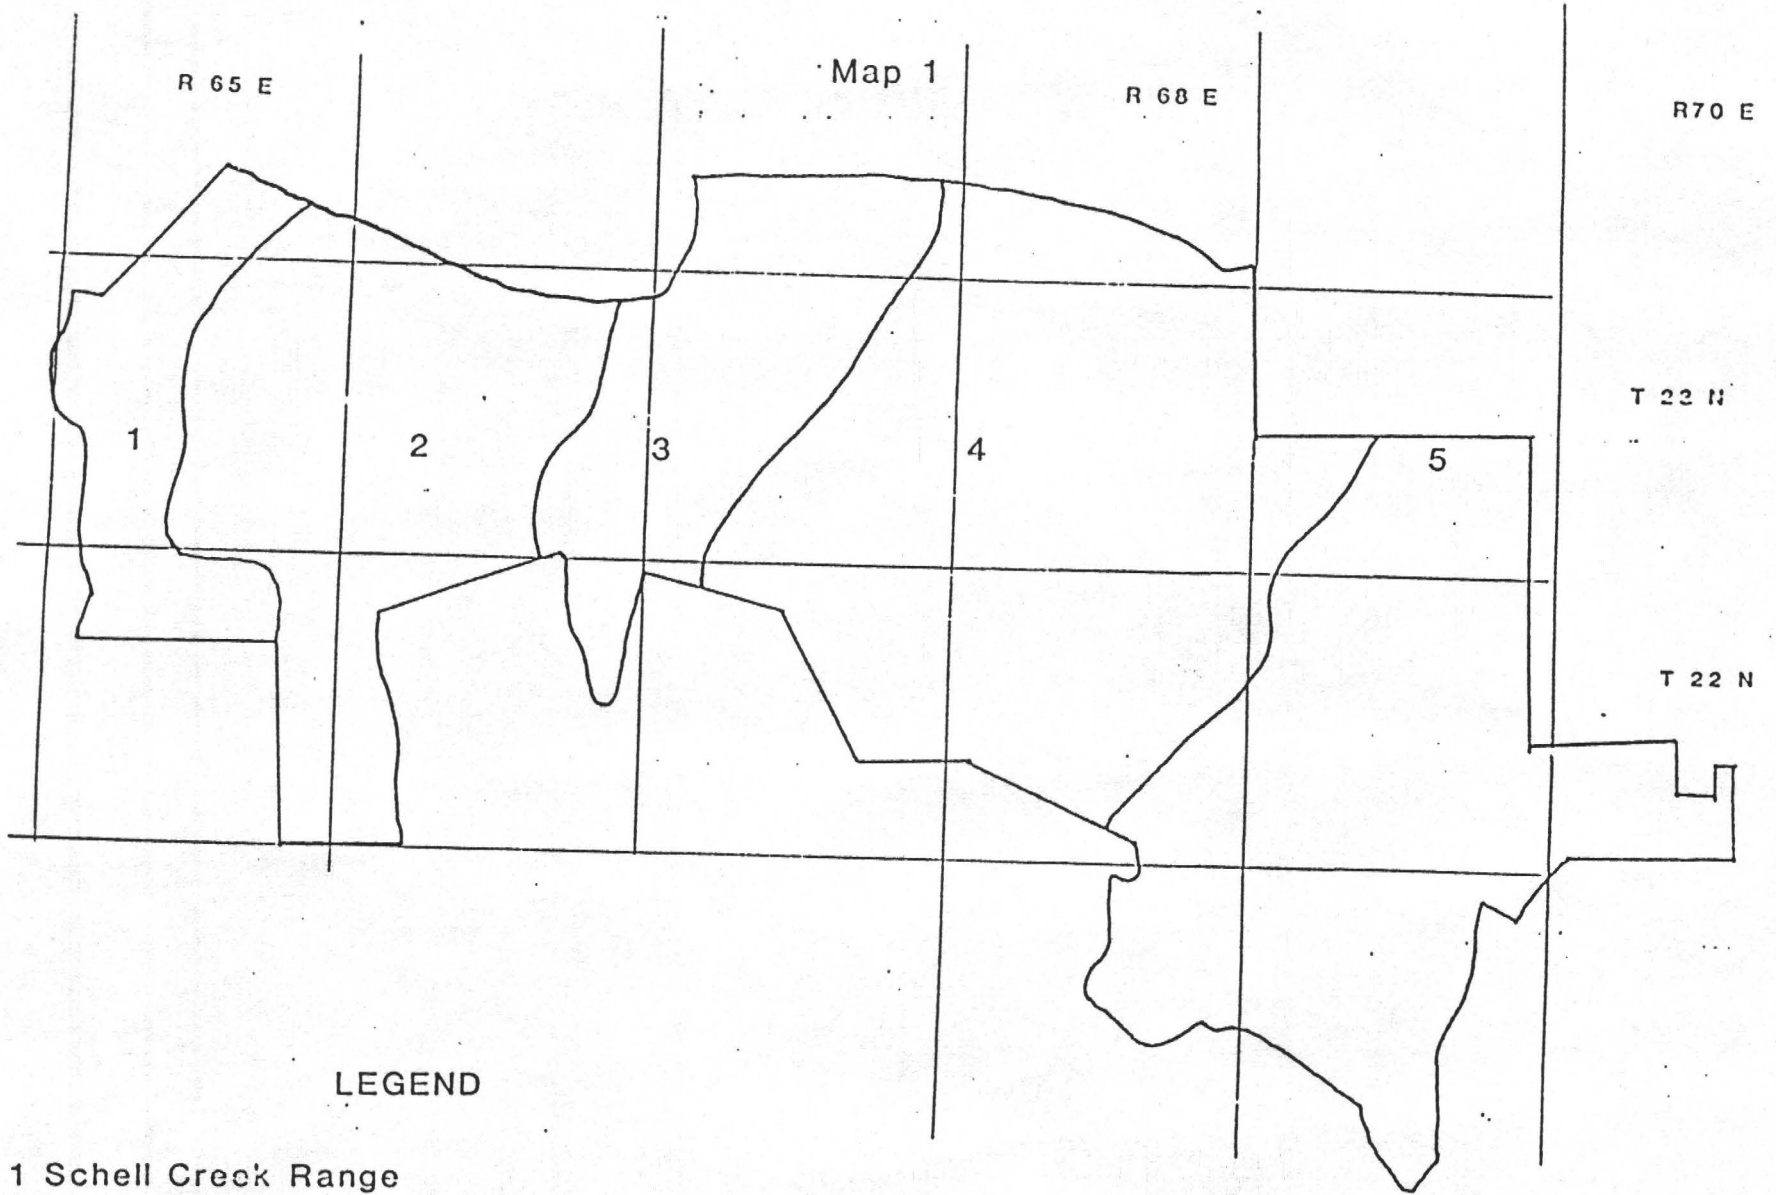 Map 1
R 65 E
R 68 E
R70 E
T 22 N
1
2
3
4
5
T 22 N
LEGEND
1 Schell Creek Range